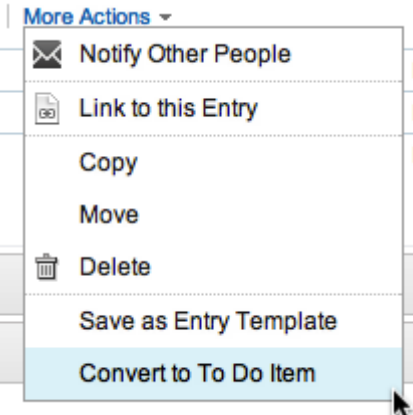 More Actions
Notify Other People
Link to this Entry
Copy
Move
Delete
Save as Entry Template
Convert to To Do Item